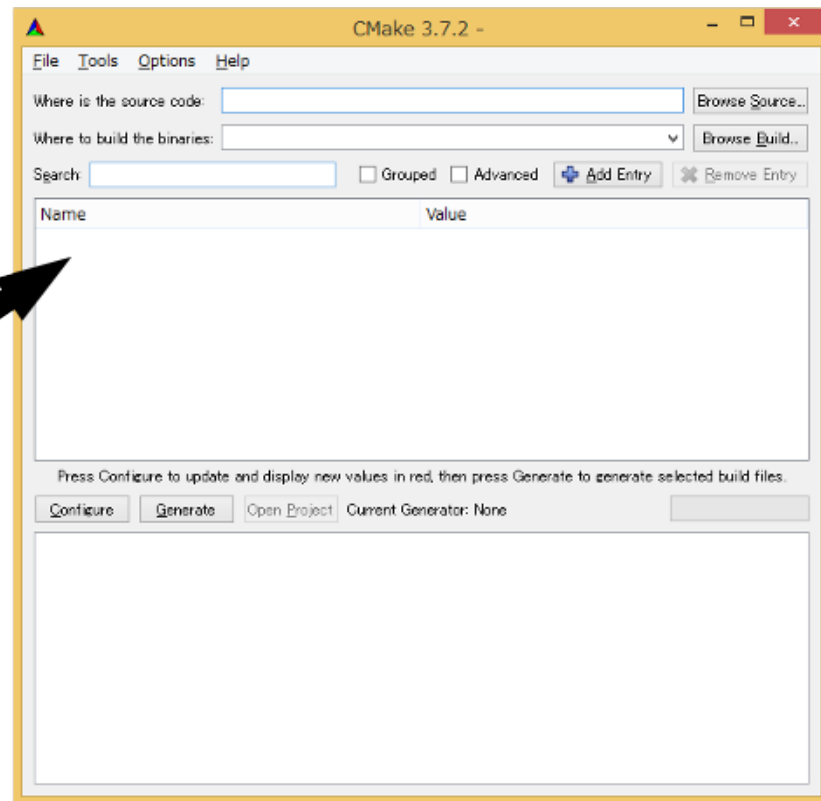 CMake 3.7.2 -
File Tools Options Help
Where is the source code: Browse Source...
Where to build the binaries: Browse Build...
Search: Grouped Advanced Add Entry Remove Entry
Name Value
Press Configure to update and display new values in red, then press Generate to generate selected build files.
Configure Generate Open Project Current Generator: None